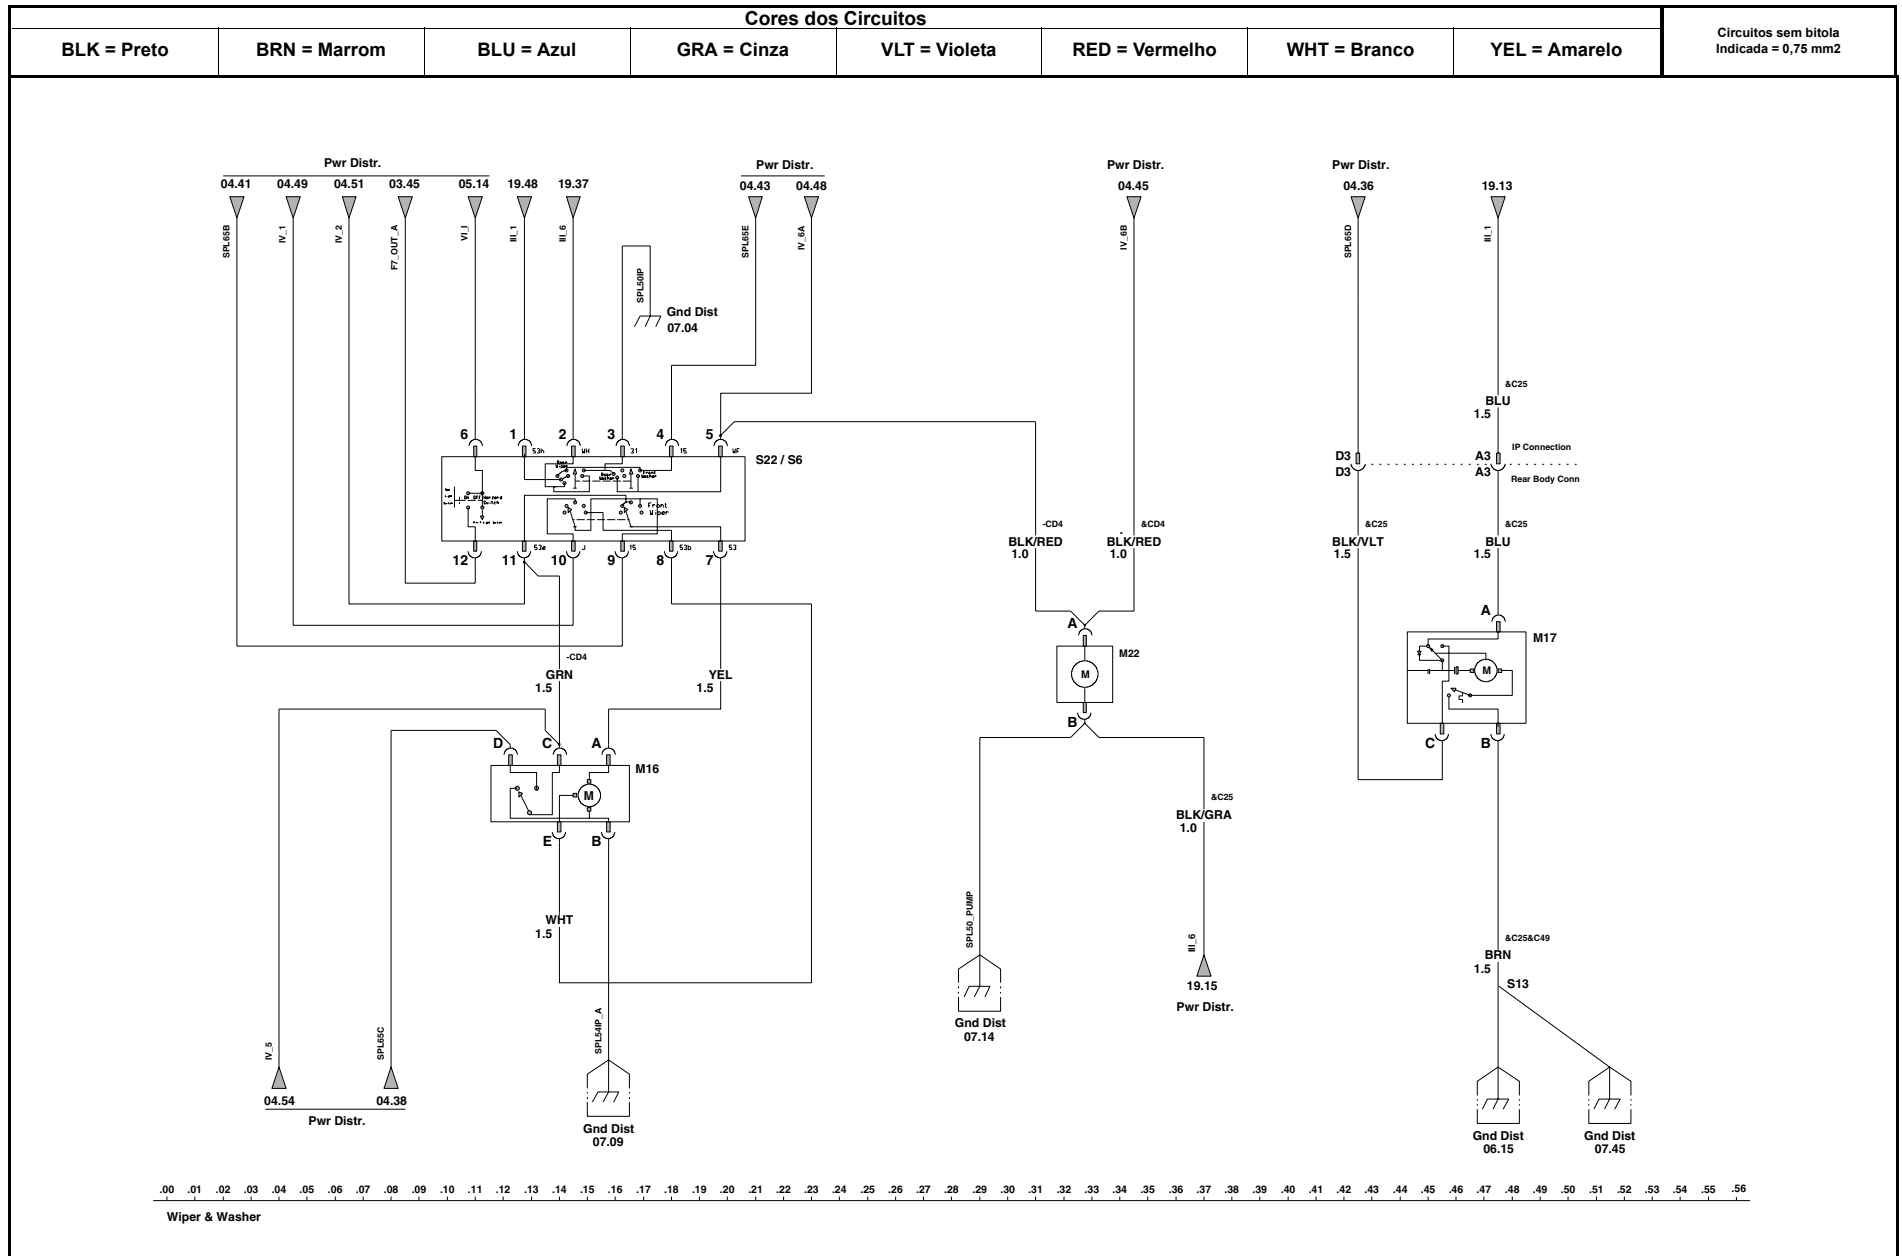 Cores dos Circuitos
BLK = Preto BRN = Marrom BLU = Azul GRA = Cinza VLT = Violeta RED = Vermelho WHT = Branco YEL = Amarelo
Circuitos sem bitola
Indicada = 0,75 mm2
Pwr Distr. Pwr Distr. Pwr Distr. Pwr Distr.
04.41 04.49 04.51 03.45 05.14 19.48 19.37 04.43 04.48 04.45 04.36 19.13
SPL65B IV_1 IV_2 F7_OUT_A VI_I III_1 III_6 SPL50IP SPL65E IV_6A IV_6B SPL65D III_1
Gnd Dist
07.04
&C25
BLU
1.5
6 1 2 3 4 5
53h WH 31 15 WF
S22 / S6
IP Connection
D3 A3
D3 A3
Rear Body Conn
Front
Wiper
53e J 15 53b 53
12 11 10 9 8 7
-CD4 &CD4 &C25 &C25
BLK/RED BLK/RED BLK/VLT BLU
1.0 1.0 1.5 1.5
-CD4
GRN YEL
1.5 1.5
A A
M22 M17
M M
B
C B
D C A
M16
M
E B
&C25
BLK/GRA
1.0
WHT
1.5
SPL50_PUMP III_6
&C25&C49
BRN
1.5
S13
19.15
Pwr Distr.
Gnd Dist
07.14
IV_5 SPL65C SPL54IP_A
04.54 04.38
Pwr Distr.
Gnd Dist
07.09
Gnd Dist Gnd Dist
06.15 07.45
.00 .01 .02 .03 .04 .05 .06 .07 .08 .09 .10 .11 .12 .13 .14 .15 .16 .17 .18 .19 .20 .21 .22 .23 .24 .25 .26 .27 .28 .29 .30 .31 .32 .33 .34 .35 .36 .37 .38 .39 .40 .41 .42 .43 .44 .45 .46 .47 .48 .49 .50 .51 .52 .53 .54 .55 .56
Wiper & Washer